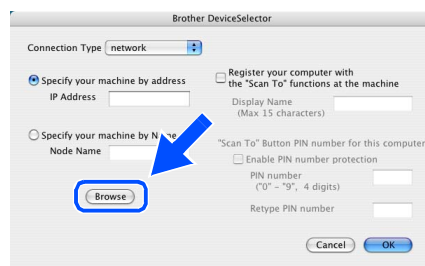 Brother DeviceSelector
Connection Type network
Specify your machine by address
IP Address
Specify your machine by Name
Node Name
Browse
Register your computer with
the "Scan To" functions at the machine
Display Name
(Max 15 characters)
"Scan To" Button PIN number for this computer
Enable PIN number protection
PIN number
("0" - "9", 4 digits)
Retype PIN number
Cancel
OK